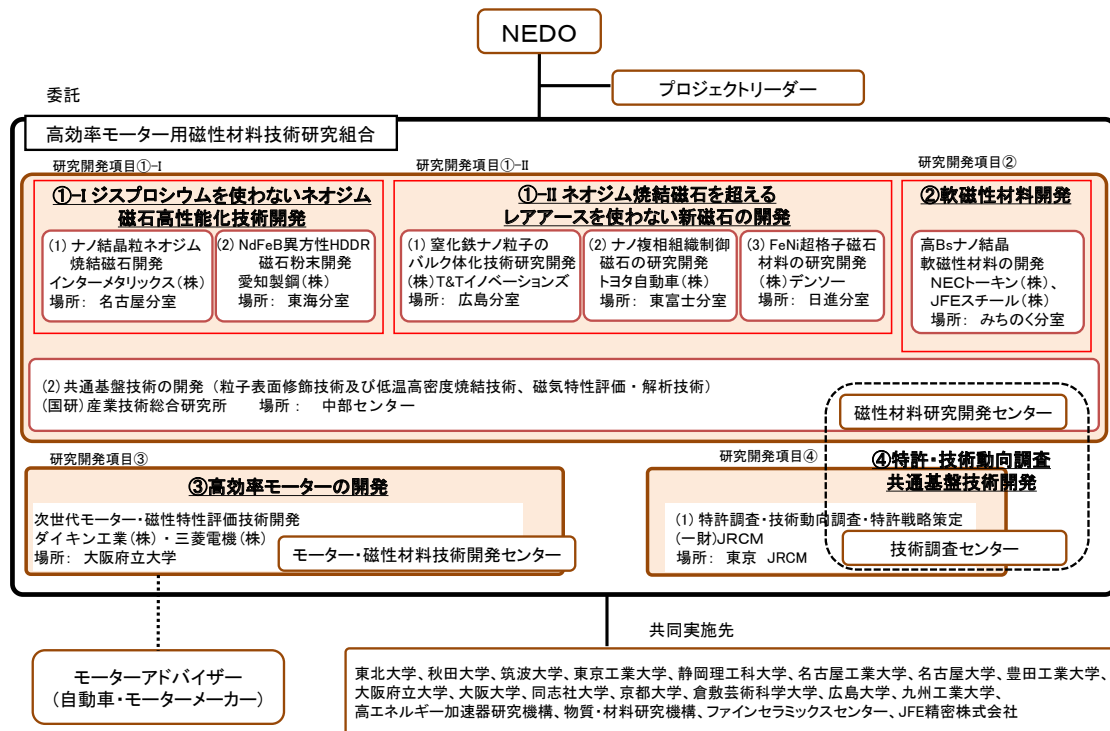 NEDO
プロジェクトリーダー
委託
高効率モーター用磁性材料技術研究組合
研究開発項目①-I
①-I ジスプロシウムを使わないネオジム
磁石高性能化技術開発
(1) ナノ結晶粒ネオジム
焼結磁石開発
インターメタリックス(株)
場所: 名古屋分室
(2) NdFeB異方性HDDR
磁石粉末開発
愛知製鋼(株)
場所: 東海分室
研究開発項目①-II
①-II ネオジム焼結磁石を超える
レアアースを使わない新磁石の開発
(1) 窒化鉄ナノ粒子の
バルク体化技術研究開発
(株)T&Tイノベーションズ
場所: 広島分室
(2) ナノ複相組織制御
磁石の研究開発
トヨタ自動車(株)
場所: 東富士分室
(3) FeNi超格子磁石
材料の研究開発
(株)デンソー
場所: 日進分室
研究開発項目②
②軟磁性材料開発
高Bsナノ結晶
軟磁性材料の開発
NECトーキン(株)、
JFEスチール(株)
場所: みちのく分室
(2)共通基盤技術の開発 (粒子表面修飾技術及び低温高密度焼結技術、磁気特性評価・解析技術)
(国研)産業技術総合研究所 場所: 中部センター
磁性材料研究開発センター
研究開発項目③
③高効率モーターの開発
次世代モーター・磁性特性評価技術開発
ダイキン工業(株)・三菱電機(株)
場所: 大阪府立大学
モーター・磁性材料技術開発センター
研究開発項目④
④特許・技術動向調査
共通基盤技術開発
(1) 特許調査・技術動向調査・特許戦略策定
(一財)JRCM
場所: 東京 JRCM
技術調査センター
モーターアドバイザー
(自動車・モーターメーカー)
共同実施先
東北大学、秋田大学、筑波大学、東京工業大学、静岡理工科大学、名古屋工業大学、名古屋大学、豊田工業大学、
大阪府立大学、大阪大学、同志社大学、京都大学、倉敷芸術科学大学、広島大学、九州工業大学、
高エネルギー加速器研究機構、物質・材料研究機構、ファインセラミックスセンター、JFE精密株式会社